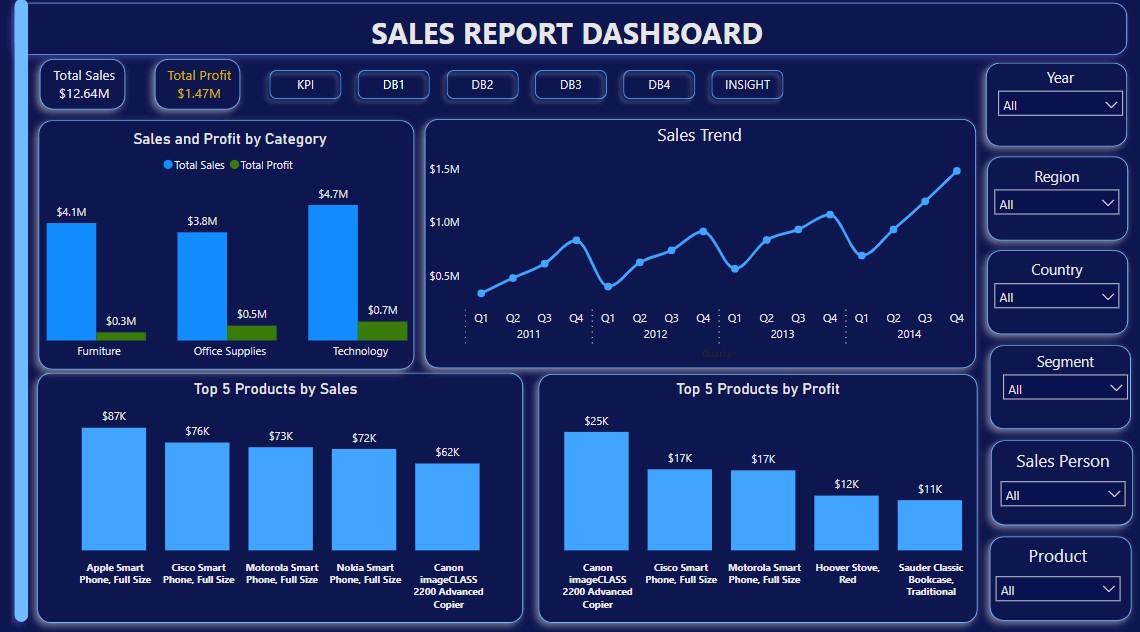 SALES REPORT DASHBOARD
Total Sales
$12.64M
Total Profit
$1.47M
KPI
DB1
DB2
DB3
DB4
INSIGHT
Year
All
Region
All
Country
All
Segment
All
Sales Person
All
Product
All
Sales and Profit by Category
Total Sales Total Profit
$4.1M
$0.3M
$3.8M
$0.5M
$4.7M
$0.7M
Furniture
Office Supplies
Technology
Sales Trend
$1.5M
$1.0M
$0.5M
Q1 Q2 Q3 Q4 Q1 Q2 Q3 Q4 Q1 Q2 Q3 Q4 Q1 Q2 Q3 Q4
2011 2012 2013 2014
Quarter
Top 5 Products by Sales
$87K
$76K
$73K
$72K
$62K
Apple Smart
Phone, Full Size
Cisco Smart
Phone, Full Size
Motorola Smart
Phone, Full Size
Nokia Smart
Phone, Full Size
Canon
imageCLASS
2200 Advanced
Copier
Top 5 Products by Profit
$25K
$17K
$17K
$12K
$11K
Canon
imageCLASS
2200 Advanced
Copier
Cisco Smart
Phone, Full Size
Motorola Smart
Phone, Full Size
Hoover Stove,
Red
Sauder Classic
Bookcase,
Traditional